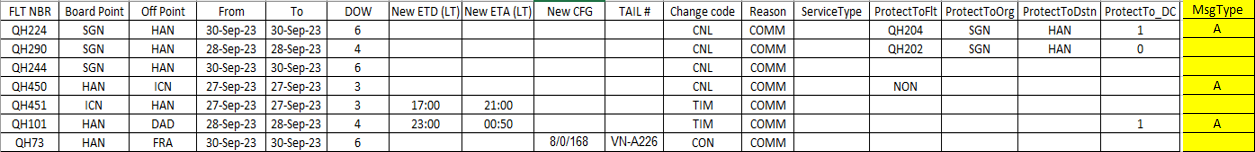 FLT NBR Board Point Off Point From To DOW New ETD (LT) New ETA (LT) New CFG TAIL # Change code Reason ServiceType ProtectToFlt ProtectToOrg ProtectToDstn ProtectTo_DC MsgType
QH224 SGN HAN 30-Sep-23 30-Sep-23 6 CNL COMM QH204 SGN HAN 1 A
QH290 SGN HAN 28-Sep-23 28-Sep-23 4 CNL COMM QH202 SGN HAN 0
QH244 SGN HAN 30-Sep-23 30-Sep-23 6 CNL COMM
QH450 HAN ICN 27-Sep-23 27-Sep-23 3 CNL COMM NON A
QH451 ICN HAN 27-Sep-23 27-Sep-23 3 17:00 21:00 TIM COMM
QH101 HAN DAD 28-Sep-23 28-Sep-23 4 23:00 00:50 TIM COMM 1 A
QH73 HAN FRA 30-Sep-23 30-Sep-23 6 8/0/168 VN-A226 CON COMM